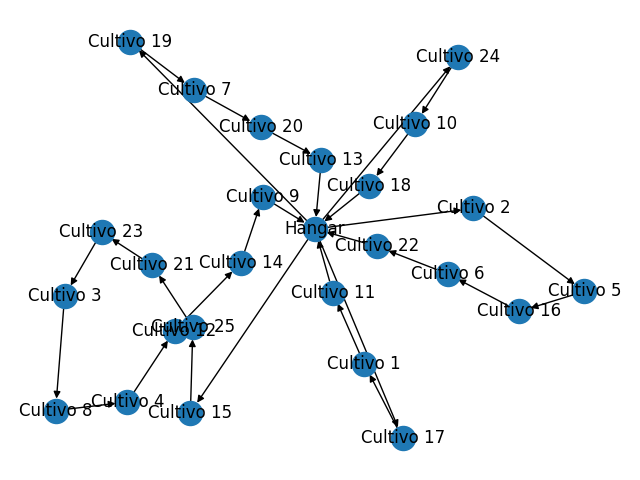 Cultivo 19
Cultivo 24
Cultivo 7
Cultivo 20
Cultivo 10
Cultivo 13
Cultivo 18
Cultivo 9
Cultivo 2
Hangar
Cultivo 23
Cultivo 22
Cultivo 21
Cultivo 14
Cultivo 6
Cultivo 3
Cultivo 11
Cultivo 5
Cultivo 16
Cultivo 12
Cultivo 25
Cultivo 1
Cultivo 4
Cultivo 8
Cultivo 15
Cultivo 17